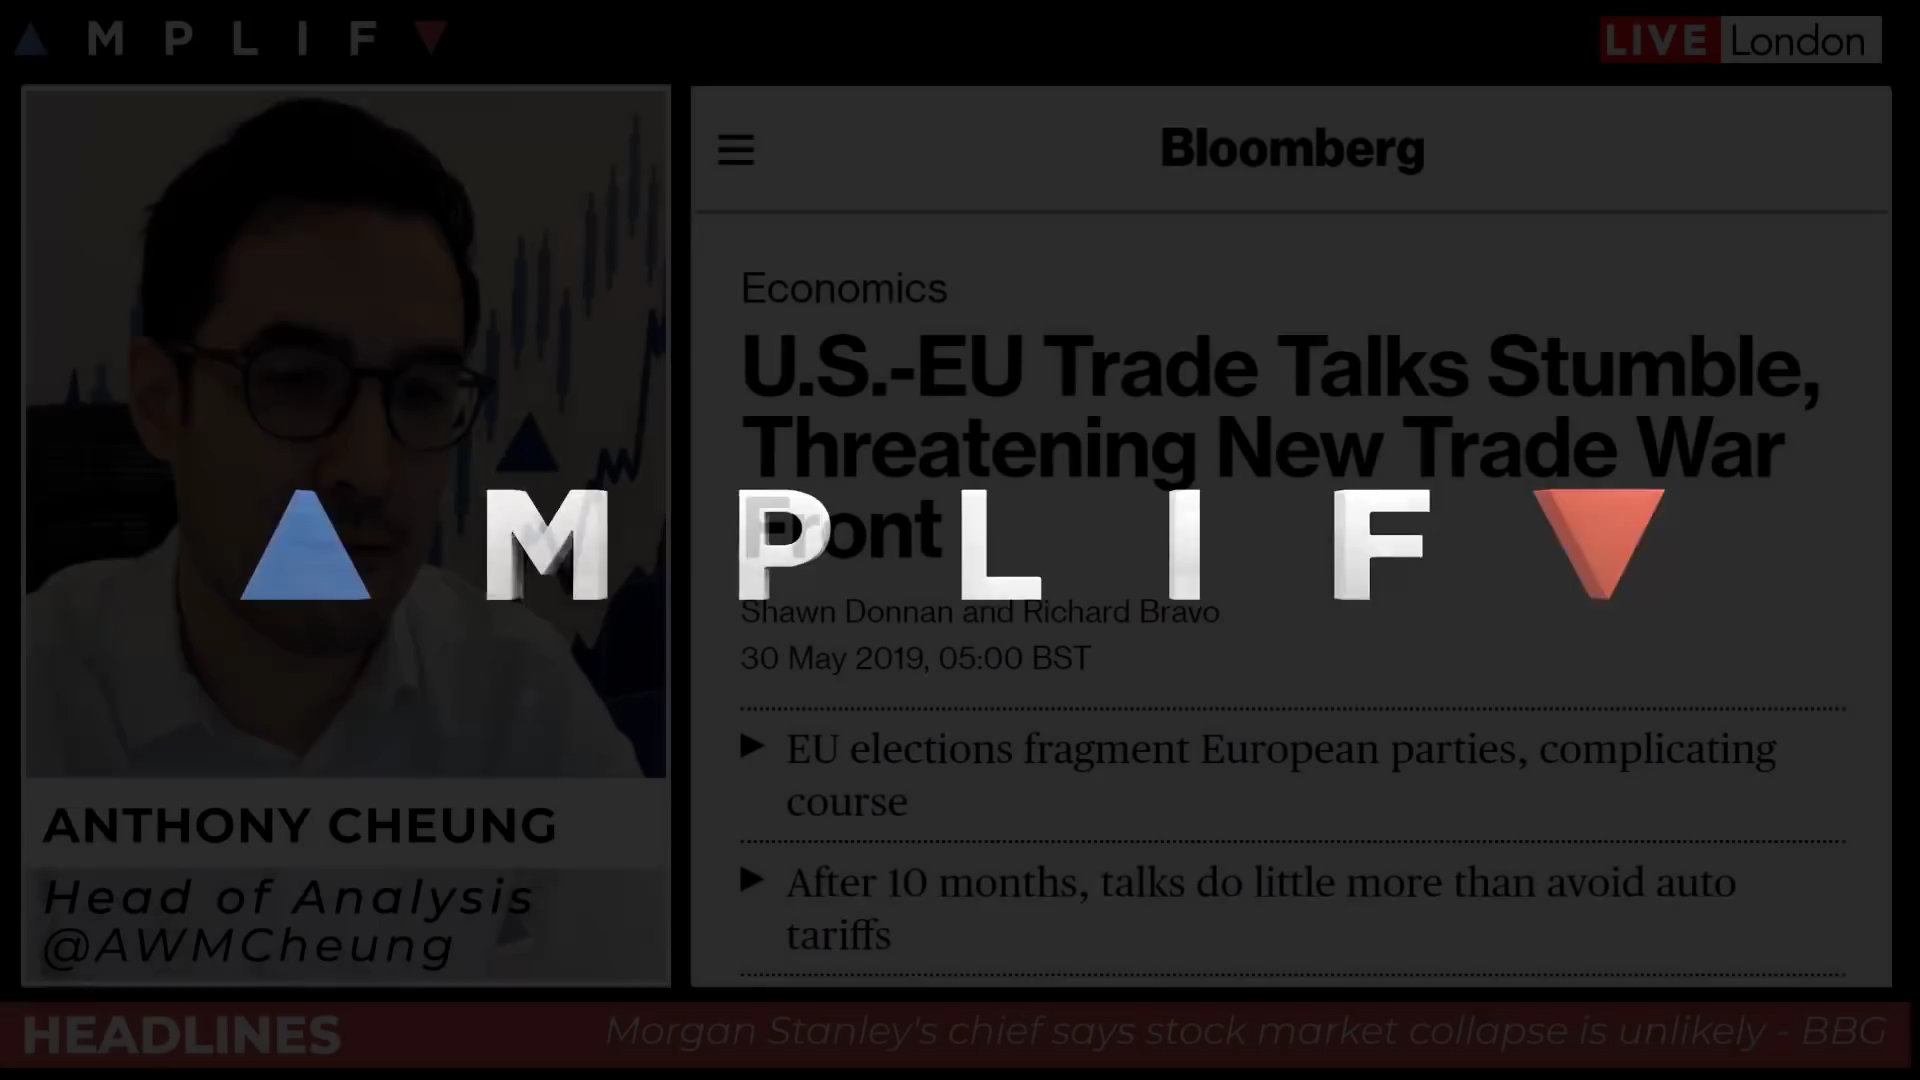 MPLIF
LIVE London
Bloomberg
Economics
U.S.-EU Trade Talks Stumble,
Threatening New Trade War
Front
MPLIF
Shawn Donnan and Richard Bravo
30 May 2019, 05:00 BST
EU elections fragment European parties, complicating
course
After 10 months, talks do little more than avoid auto
tariffs
ANTHONY CHEUNG
Head of Analysis
@AWMCheung
HEADLINES
Morgan Stanley's chief says stock market collapse is unlikely - BBG